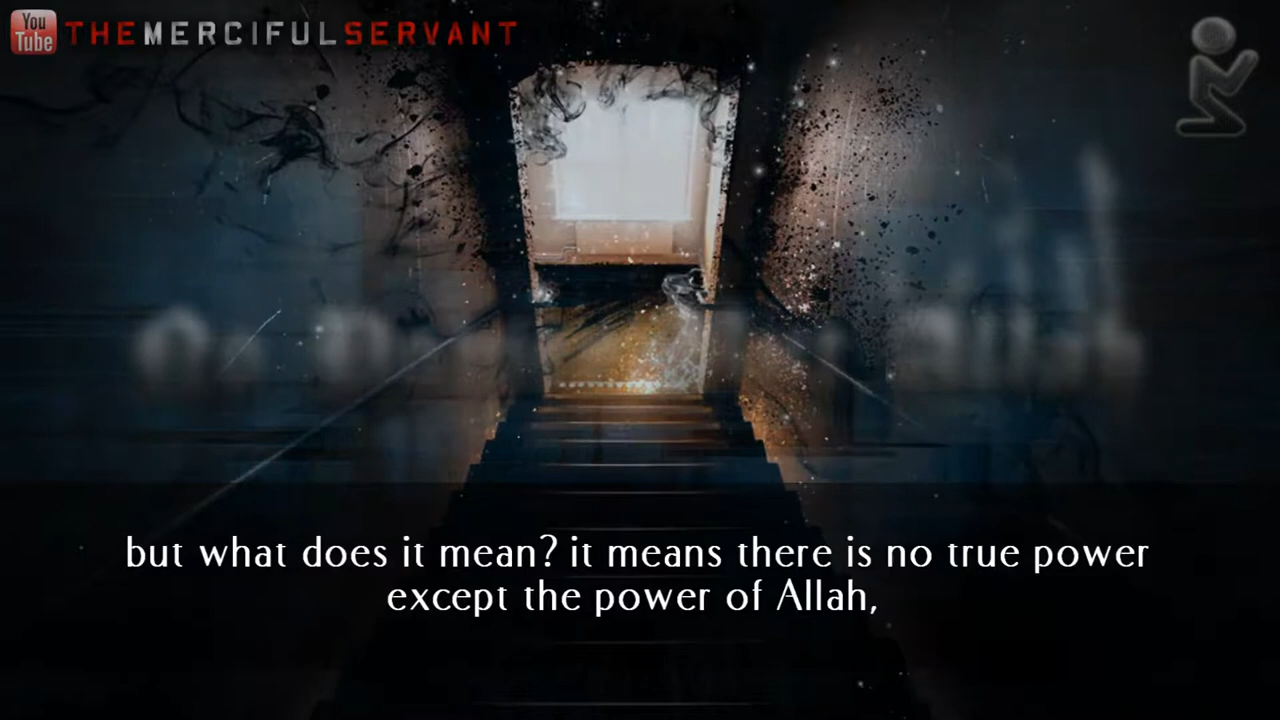 You
Tube
THEMERCIFULSERVANT
but what does it mean? it means there is no true power
except the power of Allah,